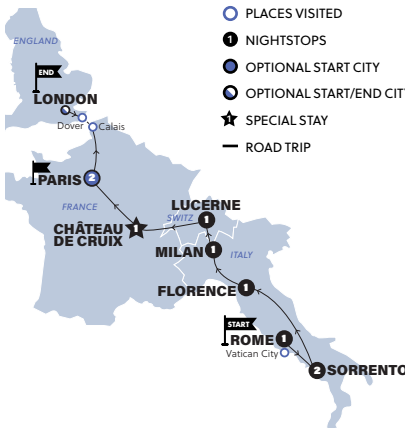 PLACES VISITED
1 NIGHTSTOPS
OPTIONAL START CITY
OPTIONAL START/END CIT
1 SPECIAL STAY
ROAD TRIP
ENGLAND
END
LONDON
Dover Calais
PARIS 2
FRANCE
LUCERNE
SWITZ 1
CHÂTEAU
DE CRUIX 1
MILAN 1
ITALY
FLORENCE 1
START
ROME 1
Vatican City
2 SORRENTO